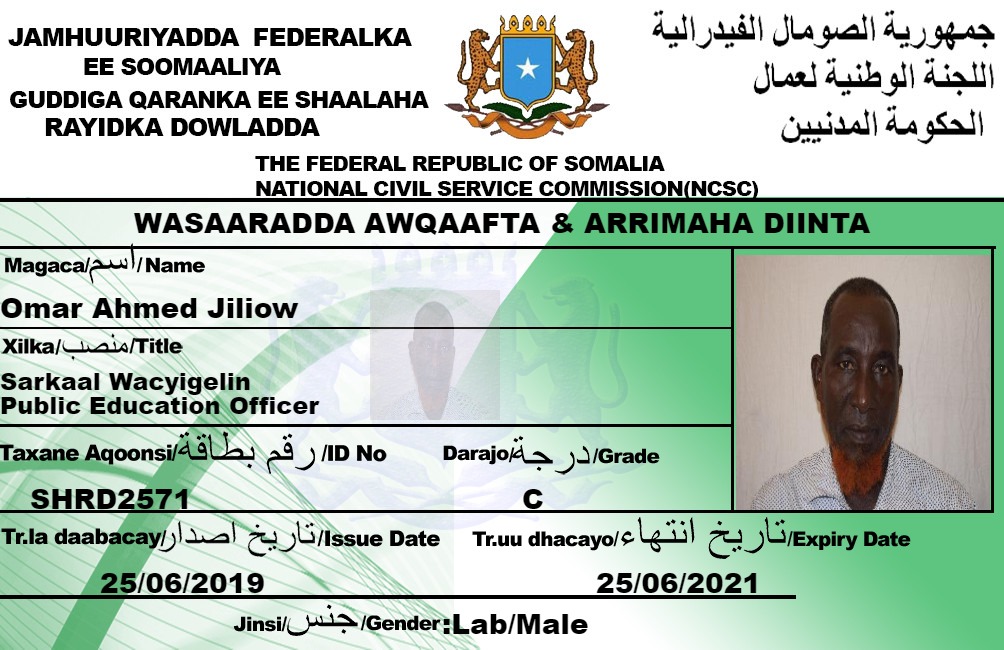 JAMHUURIYADDA FEDERALKA
EE SOOMAALIYA
GUDDIGA QARANKA EE SHAALAHA
RAYIDKA DOWLADDA
جمهورية الصومال الفيدرالية
اللجنة الوطنية لعمال
الحكومة المدنيين
THE FEDERAL REPUBLIC OF SOMALIA
NATIONAL CIVIL SERVICE COMMISSION(NCSC)
WASAARADDA AWQAAFTA & ARRIMAHA DIINTA
Magaca/اسم/Name
Omar Ahmed Jiliow
Xilka/منصب/Title
Sarkaal Wacyigelin
Public Education Officer
Taxane Aqoonsi/رقم بطاقة/ID No
Darajo/درجة/Grade
SHRD2571
C
Tr.la daabacay/تاريخ اصدار/Issue Date
Tr.uu dhacayo/تاريخ انتهاء/Expiry Date
25/06/2019
25/06/2021
Jinsi/جنس/Gender:Lab/Male